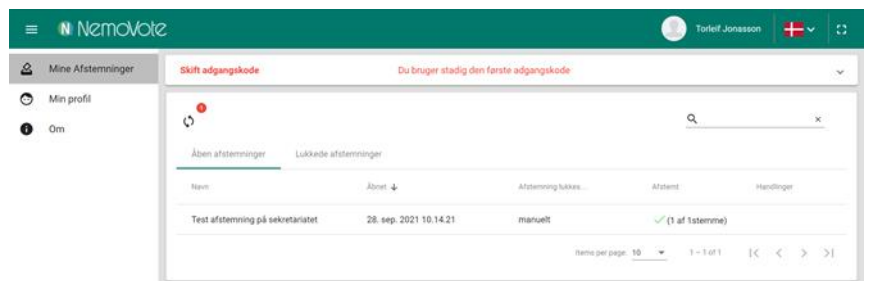 NemoVote
Torleif Jonasson
Mine Afstemninger
Min profil
Om
Skift adgangskode
Du bruger stadig den første adgangskode
1
Åben afstemninger
Lukkede afstemninger
Navn Åbnet Afstemning lukkes... Afstemt Handlinger
Test afstemning på sekretariatet 28. sep. 2021 10.14.21 manuelt (1 af 1stemme)
Items per page: 10 1 – 1 of 1